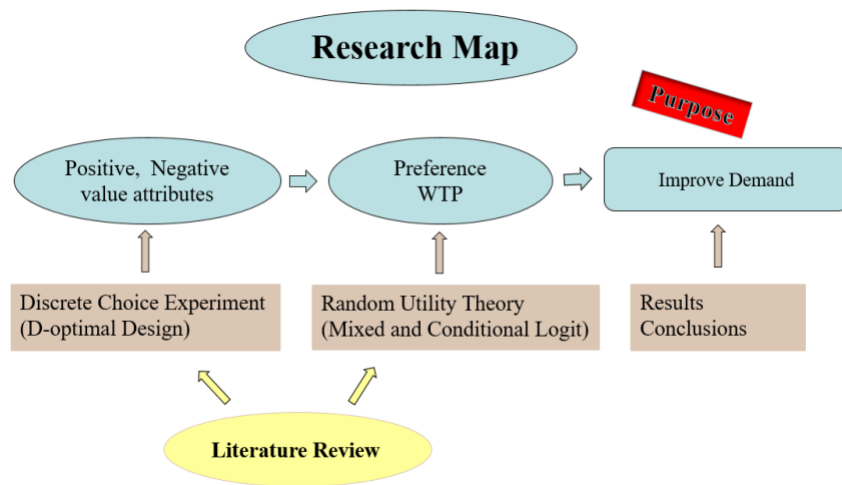 Research Map
Purpose
Positive, Negative
value attributes
Preference
WTP
Improve Demand
Discrete Choice Experiment
(D-optimal Design)
Random Utility Theory
(Mixed and Conditional Logit)
Results
Conclusions
Literature Review